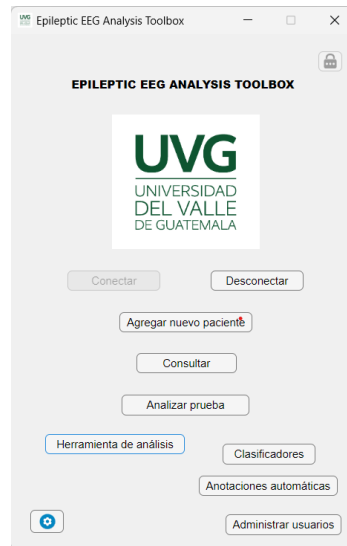 Epileptic EEG Analysis Toolbox
EPILEPTIC EEG ANALYSIS TOOLBOX
UVG
UNIVERSIDAD
DEL VALLE
DE GUATEMALA
Conectar
Desconectar
Agregar nuevo paciente
Consultar
Analizar prueba
Herramienta de análisis
Clasificadores
Anotaciones automáticas
Administrar usuarios